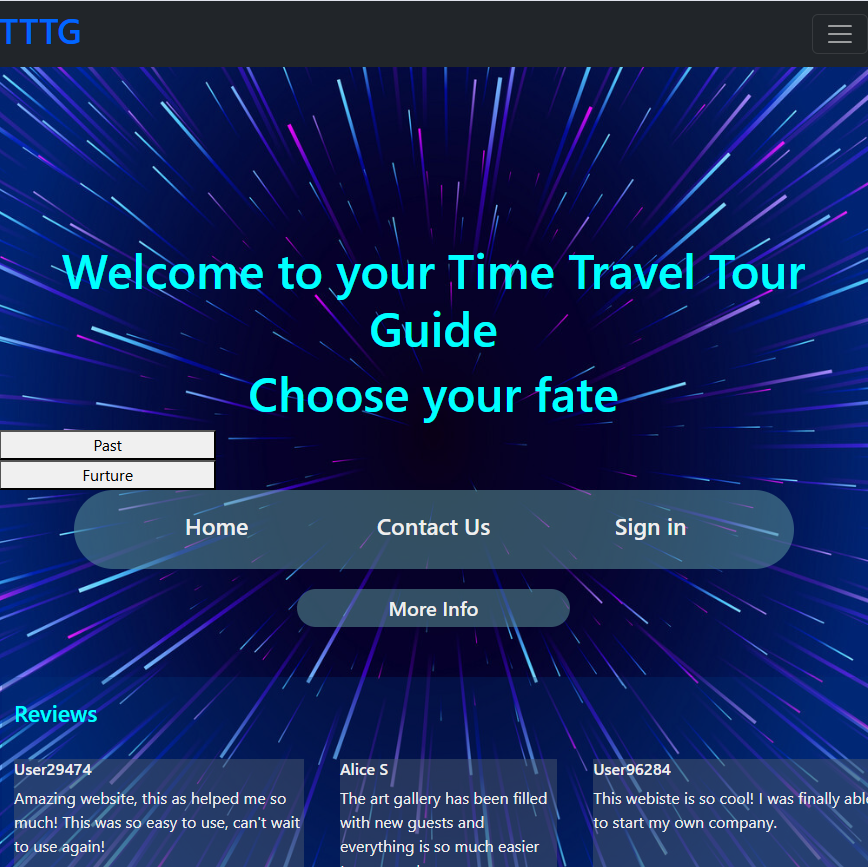 TTTG
Welcome to your Time Travel Tour
Guide
Choose your fate
Past
Furture
Home Contact Us Sign in
More Info
Reviews
User29474
Amazing website, this as helped me so
much! This was so easy to use, can't wait
to use again!
Alice S
The art gallery has been filled
with new guests and
everything is so much easier
User96284
This webiste is so cool! I was finally able
to start my own company.